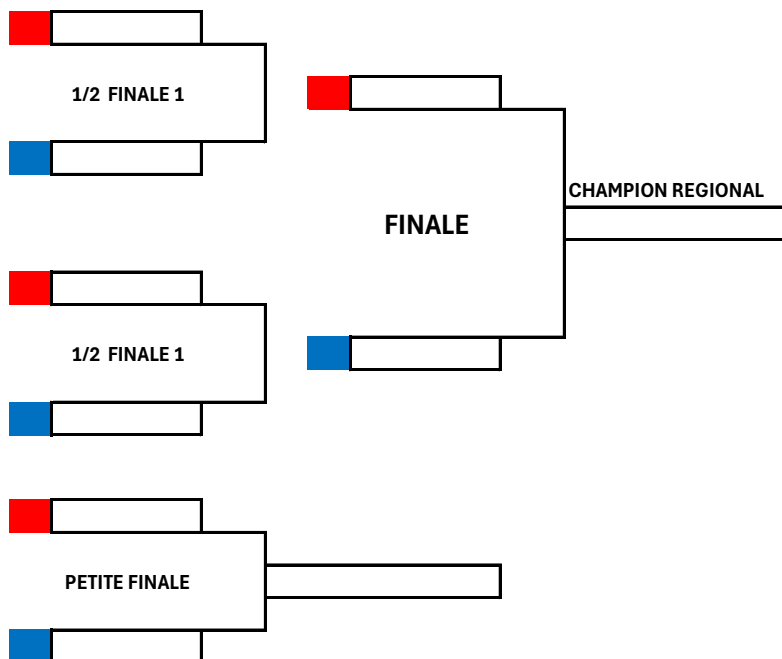 1/2 FINALE 1
CHAMPION REGIONAL
FINALE
1/2 FINALE 1
PETITE FINALE